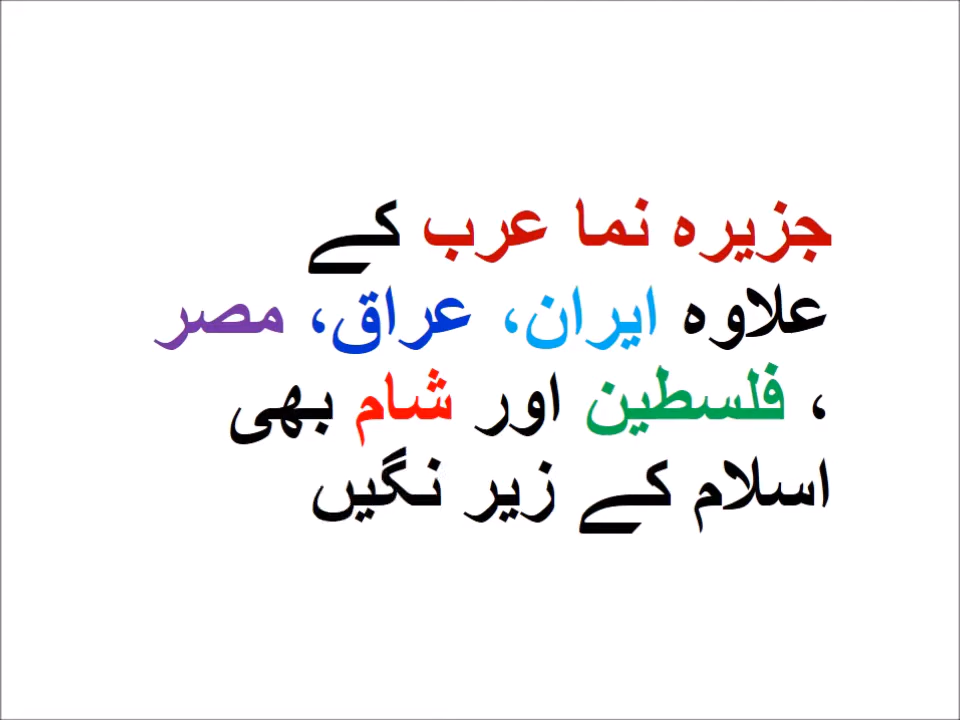 جزیرہ نما عرب کے
علاوہ ایران، عراق، مصر
، فلسطین اور شام بھی
اسلام کے زیر نگیں